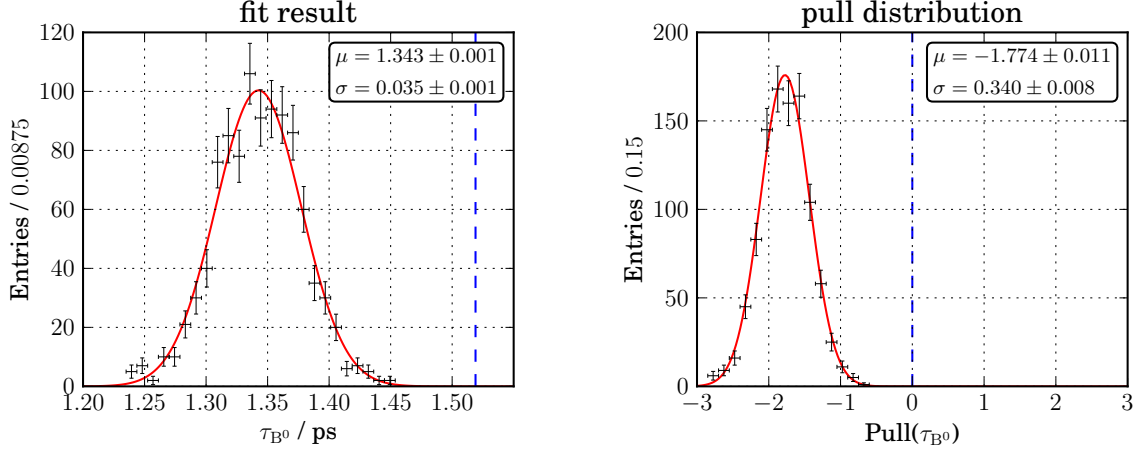 fit result
120
100
80
60
40
20
0
Entries / 0.00875
μ = 1.343 ± 0.001
σ = 0.035 ± 0.001
1.20 1.25 1.30 1.35 1.40 1.45 1.50
τ_B⁰ / ps
pull distribution
200
150
100
50
0
Entries / 0.15
μ = −1.774 ± 0.011
σ = 0.340 ± 0.008
−3 −2 −1 0 1 2 3
Pull(τ_B⁰)